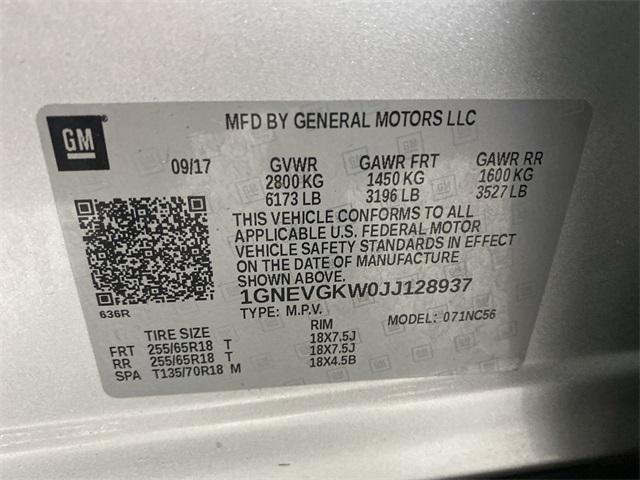 GM
MFD BY GENERAL MOTORS LLC
09/17 GVWR GAWR FRT GAWR RR
2800 KG 1450 KG 1600 KG
6173 LB 3196 LB 3527 LB
THIS VEHICLE CONFORMS TO ALL
APPLICABLE U.S. FEDERAL MOTOR
VEHICLE SAFETY STANDARDS IN EFFECT
ON THE DATE OF MANUFACTURE
SHOWN ABOVE.
1GNEVGKW0JJ128937
636R
TYPE: M.P.V. MODEL: 071NC56
TIRE SIZE RIM
FRT 255/65R18 T 18X7.5J
RR 255/65R18 T 18X7.5J
SPA T135/70R18 M 18X4.5B